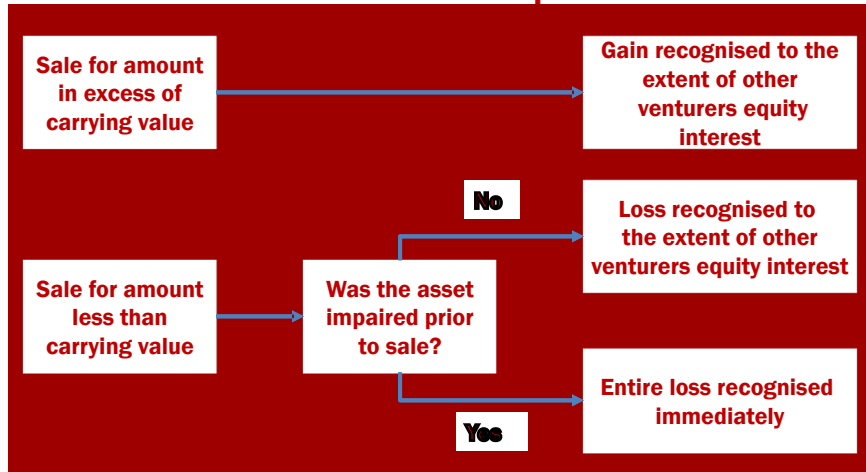 Sale for amount
in excess of
carrying value
Gain recognised to the
extent of other
venturers equity
interest
No
Loss recognised to
the extent of other
venturers equity interest
Sale for amount
less than
carrying value
Was the asset
impaired prior
to sale?
Yes
Entire loss recognised
immediately